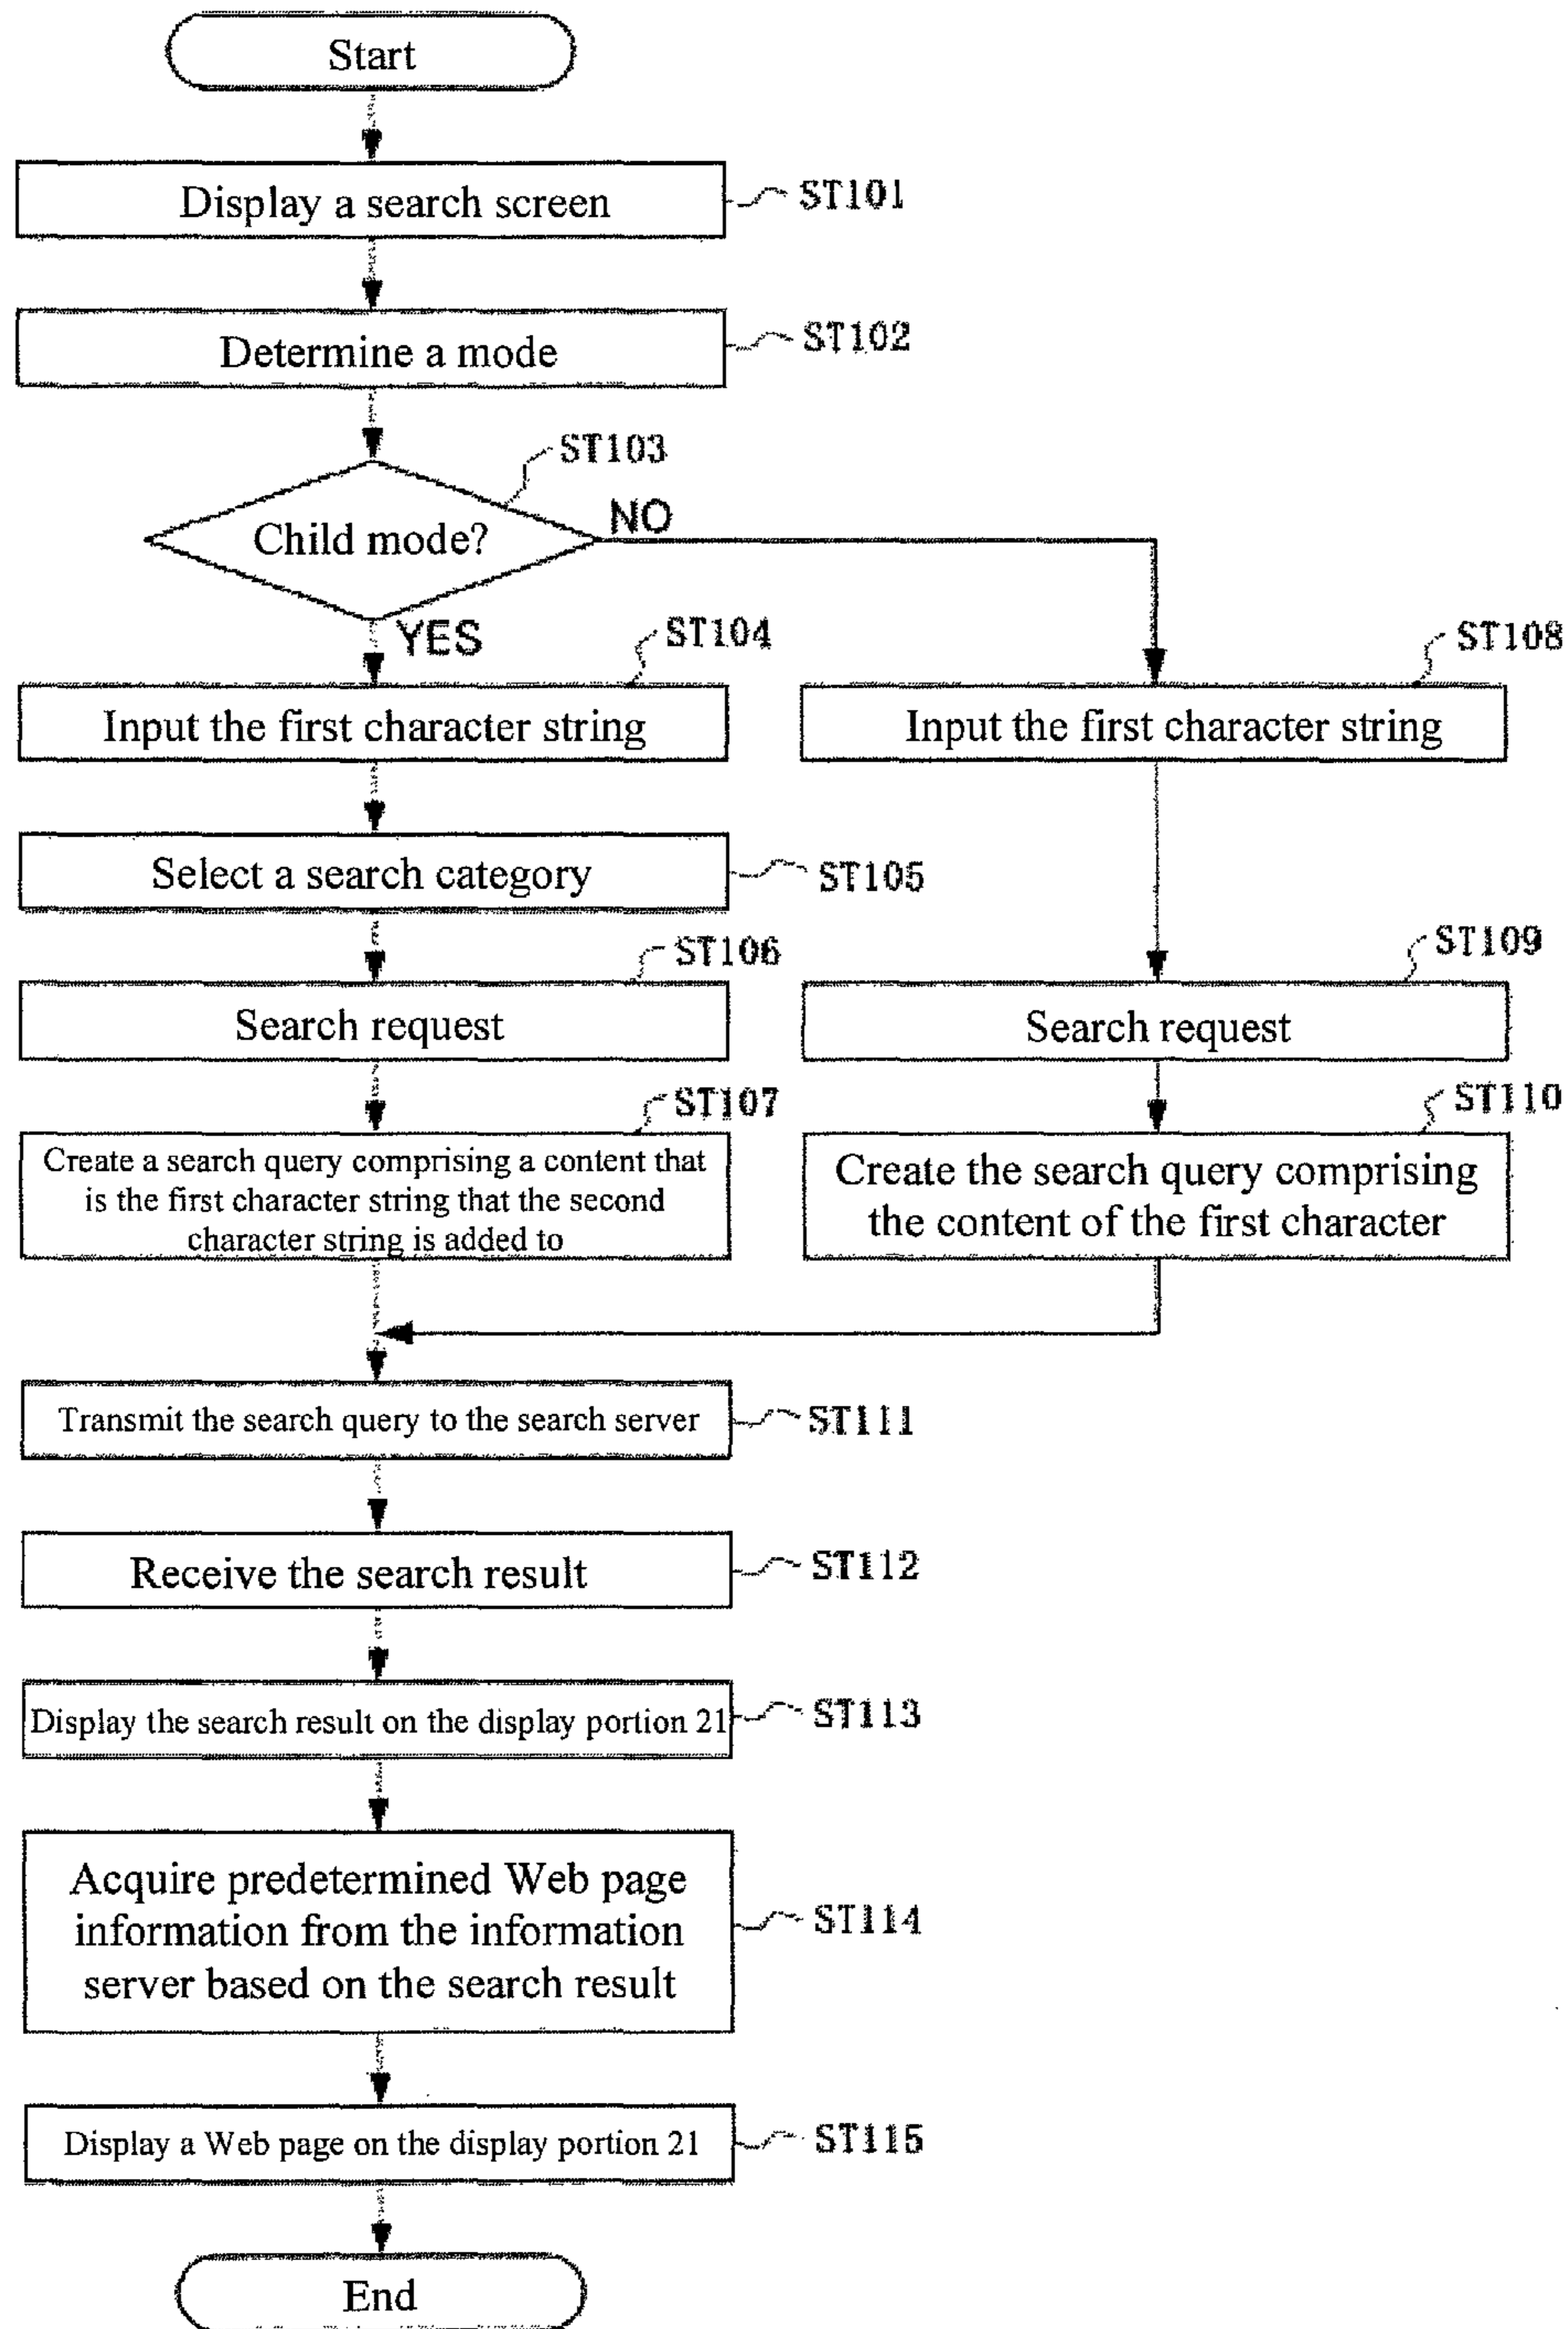 Start
Display a search screen
ST101
Determine a mode
ST102
ST103
Child mode?
NO
YES
ST104
ST108
Input the first character string
Input the first character string
Select a search category
ST105
ST106
ST109
Search request
Search request
ST107
ST110
Create a search query comprising a content that
is the first character string that the second
character string is added to
Create the search query comprising
the content of the first character
Transmit the search query to the search server
ST111
Receive the search result
ST112
Display the search result on the display portion 21
ST113
Acquire predetermined Web page
information from the information
server based on the search result
ST114
Display a Web page on the display portion 21
ST115
End